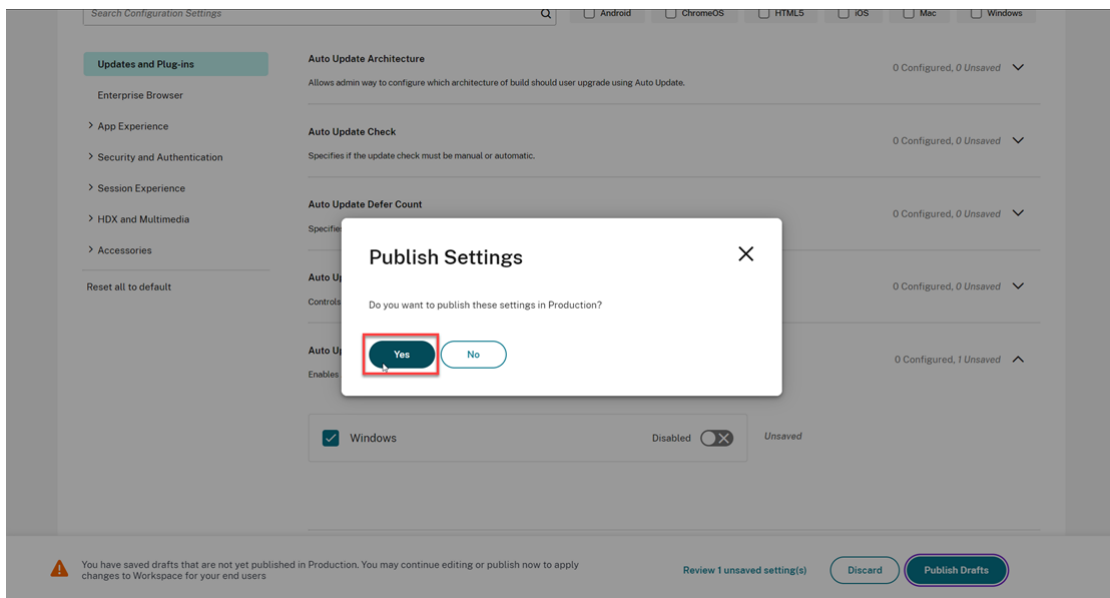 Search Configuration Settings
Android
ChromeOS
HTML5
iOS
Mac
Windows
Updates and Plug-ins
Enterprise Browser
App Experience
Security and Authentication
Session Experience
HDX and Multimedia
Accessories
Reset all to default
Auto Update Architecture
0 Configured, 0 Unsaved
Allows admin way to configure which architecture of build should user upgrade using Auto Update.
Auto Update Check
0 Configured, 0 Unsaved
Specifies if the update check must be manual or automatic.
Auto Update Defer Count
0 Configured, 0 Unsaved
Specifie
Auto Up
0 Configured, 0 Unsaved
Controls
Auto Up
0 Configured, 1 Unsaved
Enables
Publish Settings
Do you want to publish these settings in Production?
Yes
No
Windows
Disabled
Unsaved
You have saved drafts that are not yet published in Production. You may continue editing or publish now to apply
changes to Workspace for your end users
Review 1 unsaved setting(s)
Discard
Publish Drafts